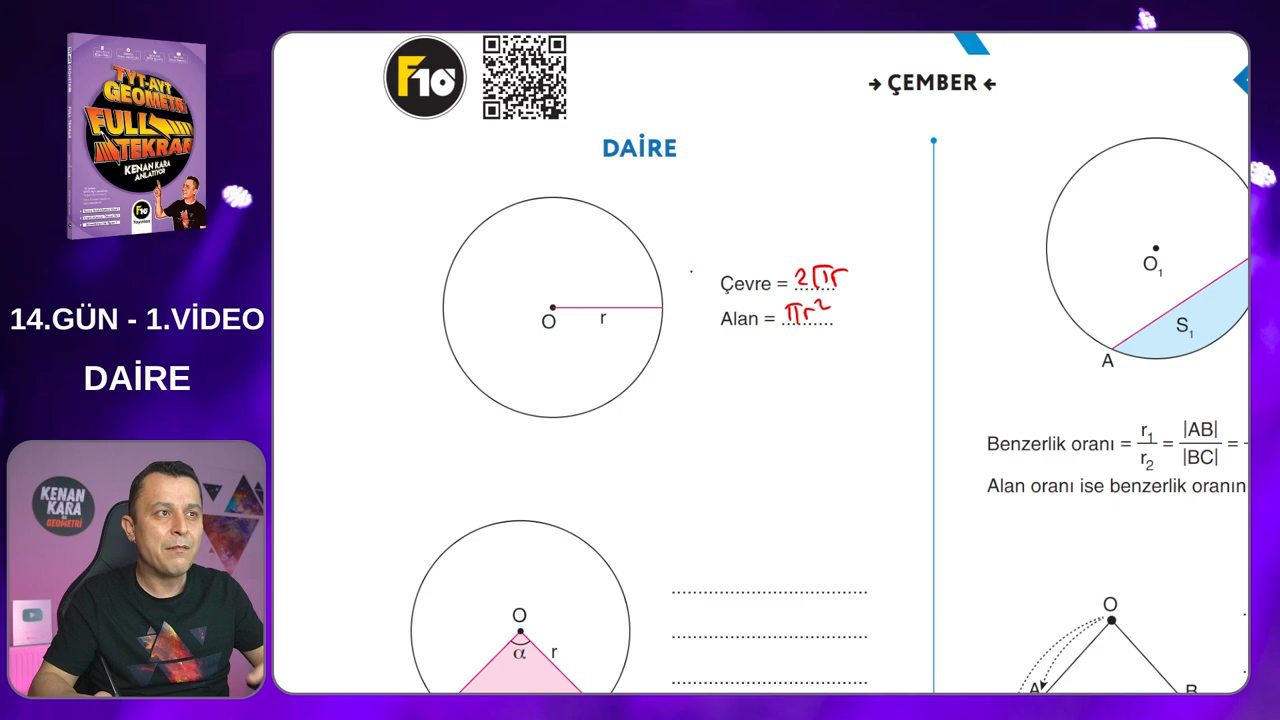 TYT-AYT
GEOMETRİ
FULL
TEKRAR
KENAN KARA
ANLATIYOR
F10
14.GÜN - 1.VİDEO
DAİRE
KENAN
KARA
GEOMETRİ
F10
→ ÇEMBER ←
DAİRE
O
r
Çevre = 2πr
Alan = πr²
O
α
r
O₁
S₁
A
Benzerlik oranı = r₁/r₂ = |AB|/|BC| =
Alan oranı ise benzerlik oranın
O
A
B